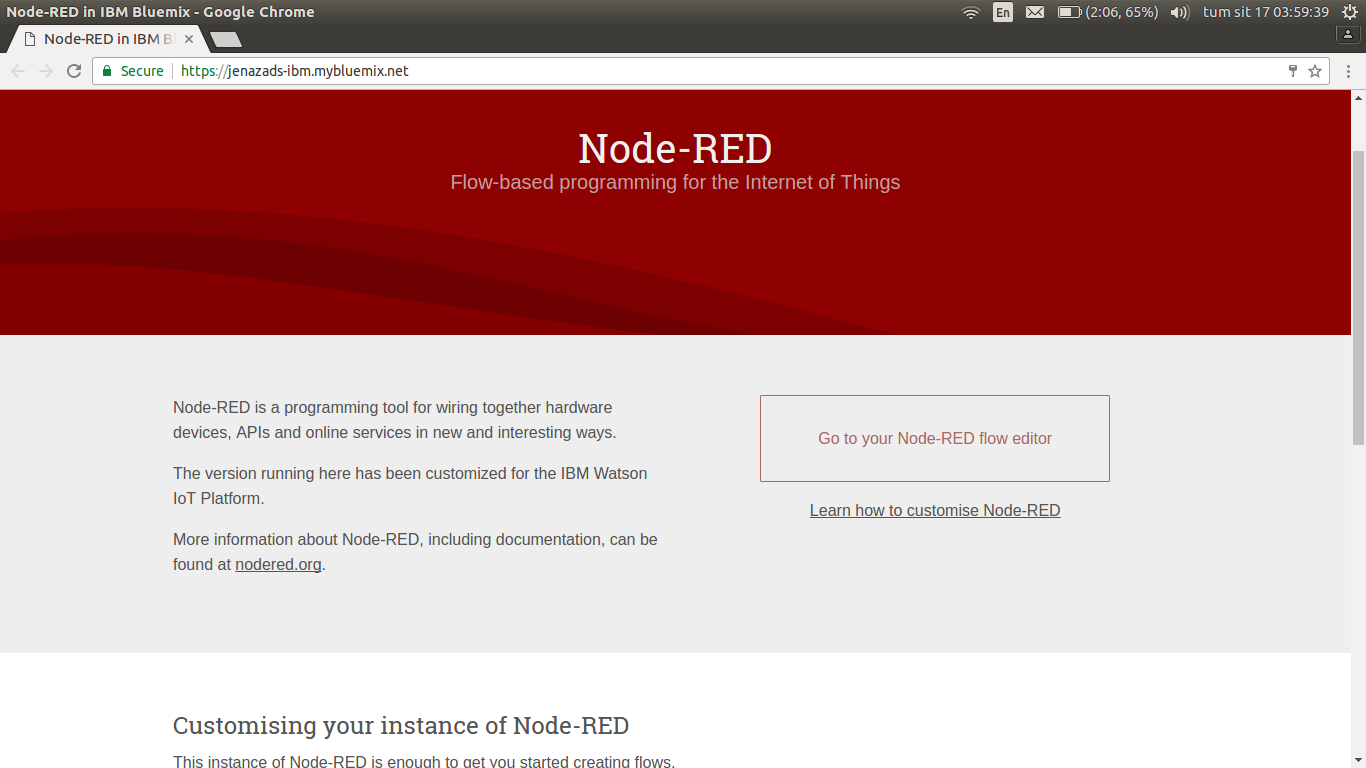 Node-RED in IBM Bluemix - Google Chrome
En
(2:06, 65%)
tum sit 17 03:59:39
Node-RED in IBM B
Secure
https://jenazads-ibm.mybluemix.net
Node-RED
Flow-based programming for the Internet of Things
Node-RED is a programming tool for wiring together hardware
devices, APIs and online services in new and interesting ways.
The version running here has been customized for the IBM Watson
IoT Platform.
More information about Node-RED, including documentation, can be
found at nodered.org.
Go to your Node-RED flow editor
Learn how to customise Node-RED
Customising your instance of Node-RED
This instance of Node-RED is enough to get you started creating flows.